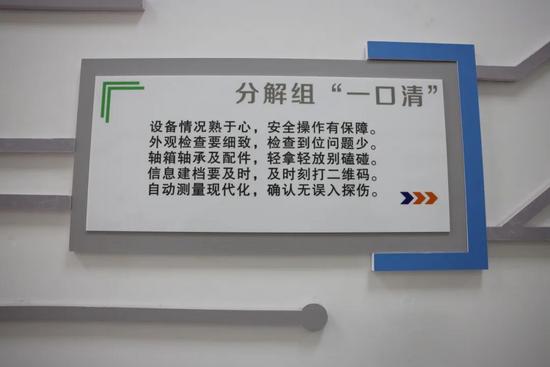 分解组“一口清”
设备情况熟于心，安全操作有保障。
外观检查要细致，检查到位问题少。
轴箱轴承及配件，轻拿轻放别磕碰。
信息建档要及时，及时刻打二维码。
自动测量现代化，确认无误入探伤。